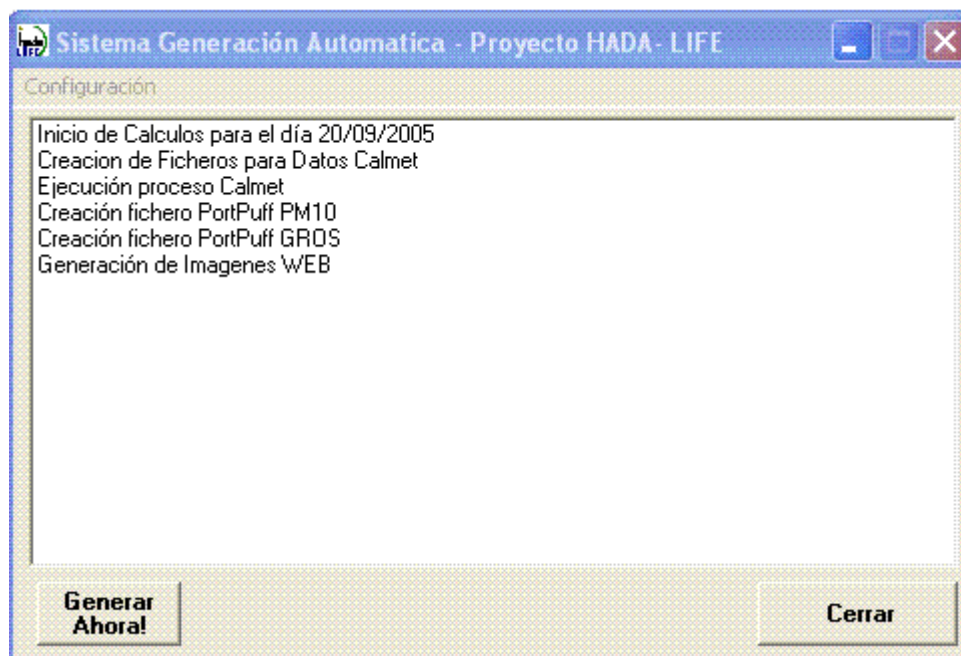 Sistema Generación Automatica - Proyecto HADA- LIFE
Configuración
Inicio de Calculos para el día 20/09/2005
Creacion de Ficheros para Datos Calmet
Ejecución proceso Calmet
Creación fichero PortPuff PM10
Creación fichero PortPuff GROS
Generación de Imagenes WEB
Generar
Ahora!
Cerrar